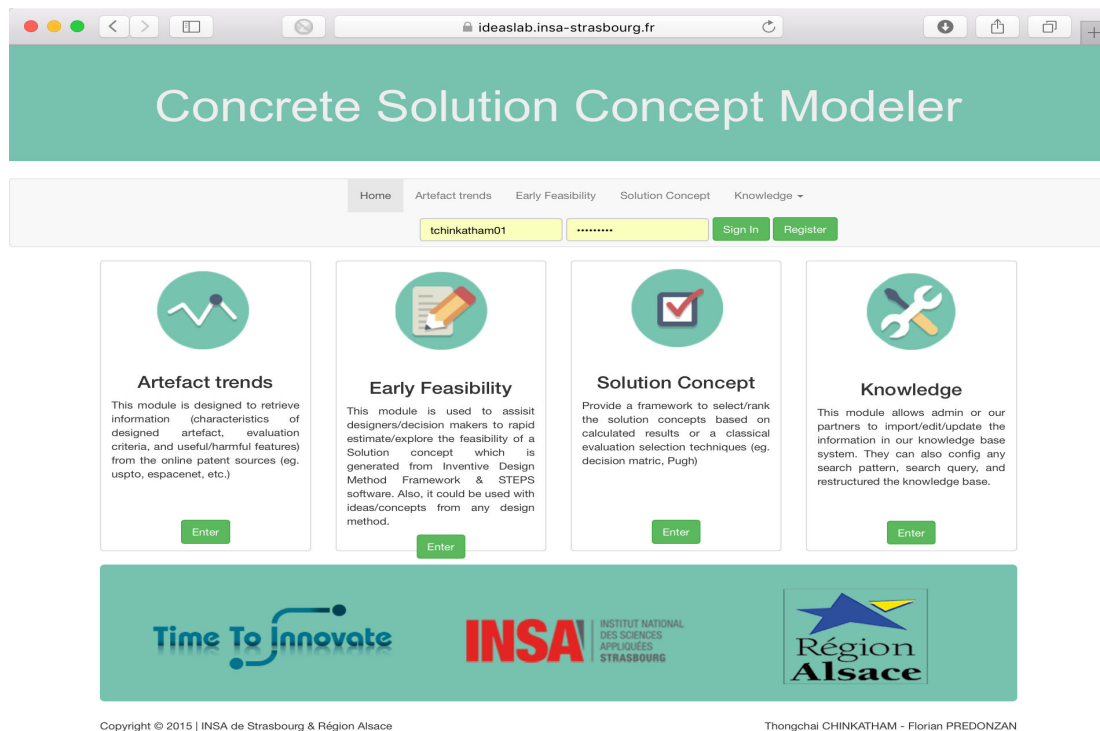 ideaslab.insa-strasbourg.fr
Concrete Solution Concept Modeler
Home Artefact trends Early Feasibility Solution Concept Knowledge
tchinkatham01 ••••••••• Sign In Register
Artefact trends
This module is designed to retrieve
information (characteristics of
designed artefact, evaluation
criteria, and useful/harmful features)
from the online patent sources (eg.
uspto, espacenet, etc.)
Enter
Early Feasibility
This module is used to assisit
designers/decision makers to rapid
estimate/explore the feasibility of a
Solution concept which is
generated from Inventive Design
Method Framework & STEPS
software. Also, it could be used with
ideas/concepts from any design
method.
Enter
Solution Concept
Provide a framework to select/rank
the solution concepts based on
calculated results or a classical
evaluation selection techniques (eg.
decision matric, Pugh)
Enter
Knowledge
This module allows admin or our
partners to import/edit/update the
information in our knowledge base
system. They can also config any
search pattern, search query, and
restructured the knowledge base.
Enter
Time To Innovate
INSA
INSTITUT NATIONAL
DES SCIENCES
APPLIQUÉES
STRASBOURG
Région
Alsace
Copyright © 2015 | INSA de Strasbourg & Région Alsace
Thongchai CHINKATHAM - Florian PREDONZAN